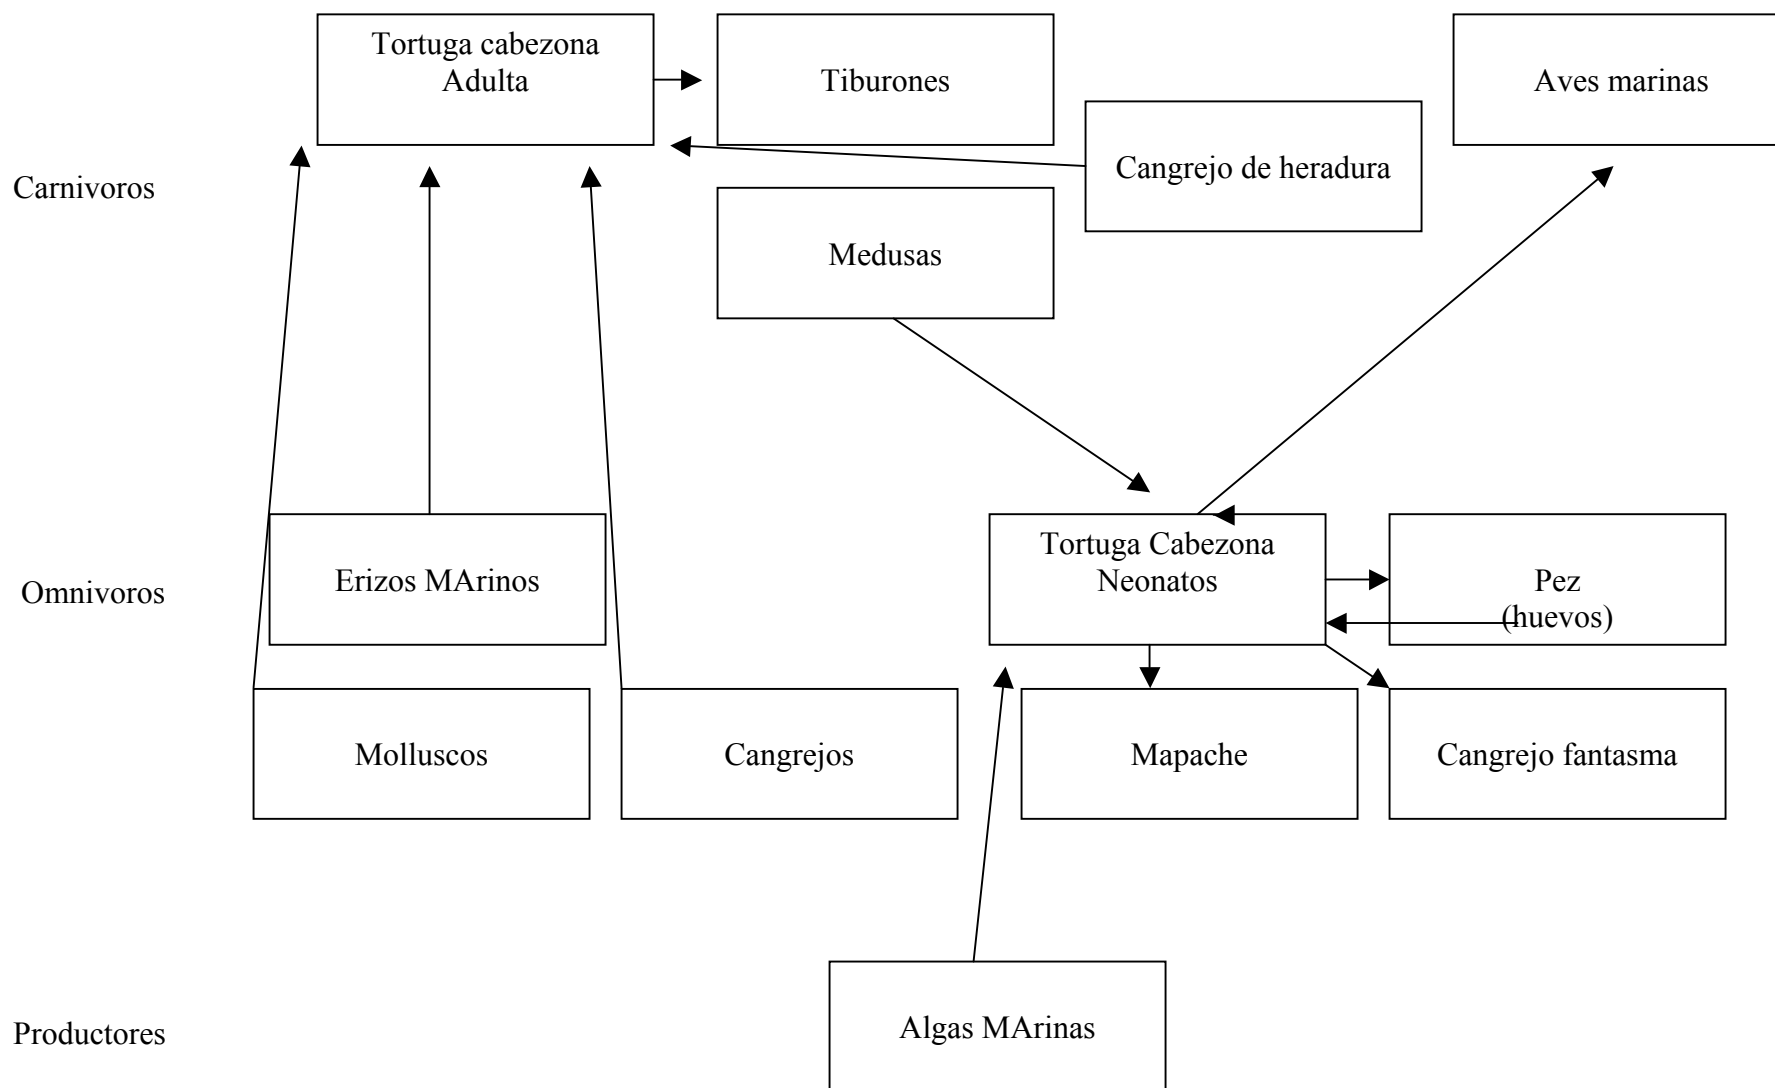 Tortuga cabezona
Adulta
Tiburones
Aves marinas
Cangrejo de heradura
Carnivoros
Medusas
Tortuga Cabezona
Neonatos
Erizos MArinos
Omnivoros
Pez
(huevos)
Molluscos
Cangrejos
Mapache
Cangrejo fantasma
Algas MArinas
Productores